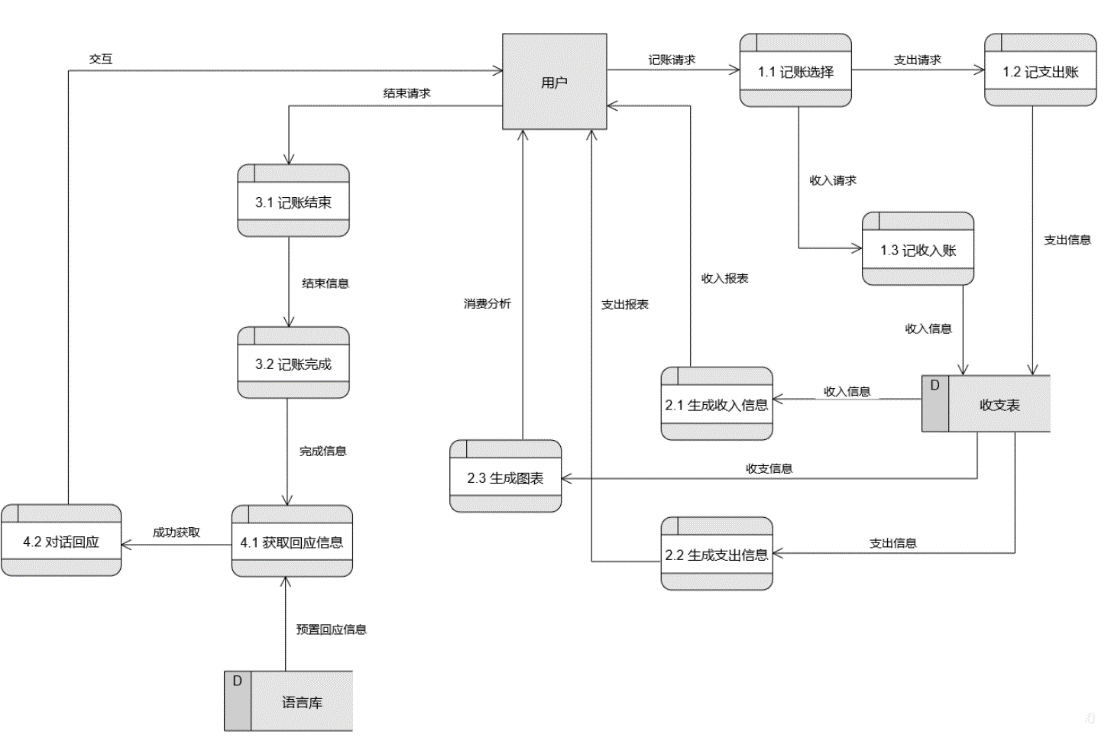 交互
用户
记账请求
1.1 记账选择
支出请求
1.2 记支出账
结束请求
3.1 记账结束
收入请求
1.3 记收入账
支出信息
结束信息
消费分析
支出报表
收入报表
收入信息
3.2 记账完成
2.1 生成收入信息
收入信息
D
收支表
完成信息
2.3 生成图表
收支信息
4.2 对话回应
成功获取
4.1 获取回应信息
2.2 生成支出信息
支出信息
预置回应信息
D
语言库